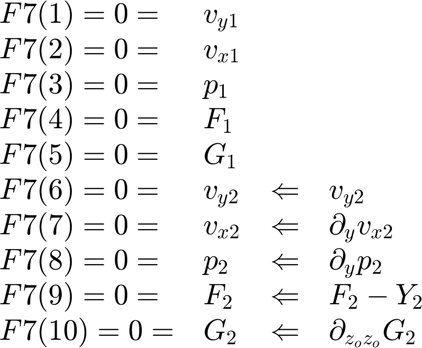 F7(1) = 0 = v_{y1}
F7(2) = 0 = v_{x1}
F7(3) = 0 = p_1
F7(4) = 0 = F_1
F7(5) = 0 = G_1
F7(6) = 0 = v_{y2} ⇐ v_{y2}
F7(7) = 0 = v_{x2} ⇐ ∂_y v_{x2}
F7(8) = 0 = p_2 ⇐ ∂_y p_2
F7(9) = 0 = F_2 ⇐ F_2 − Y_2
F7(10) = 0 = G_2 ⇐ ∂_{z_o z_o} G_2